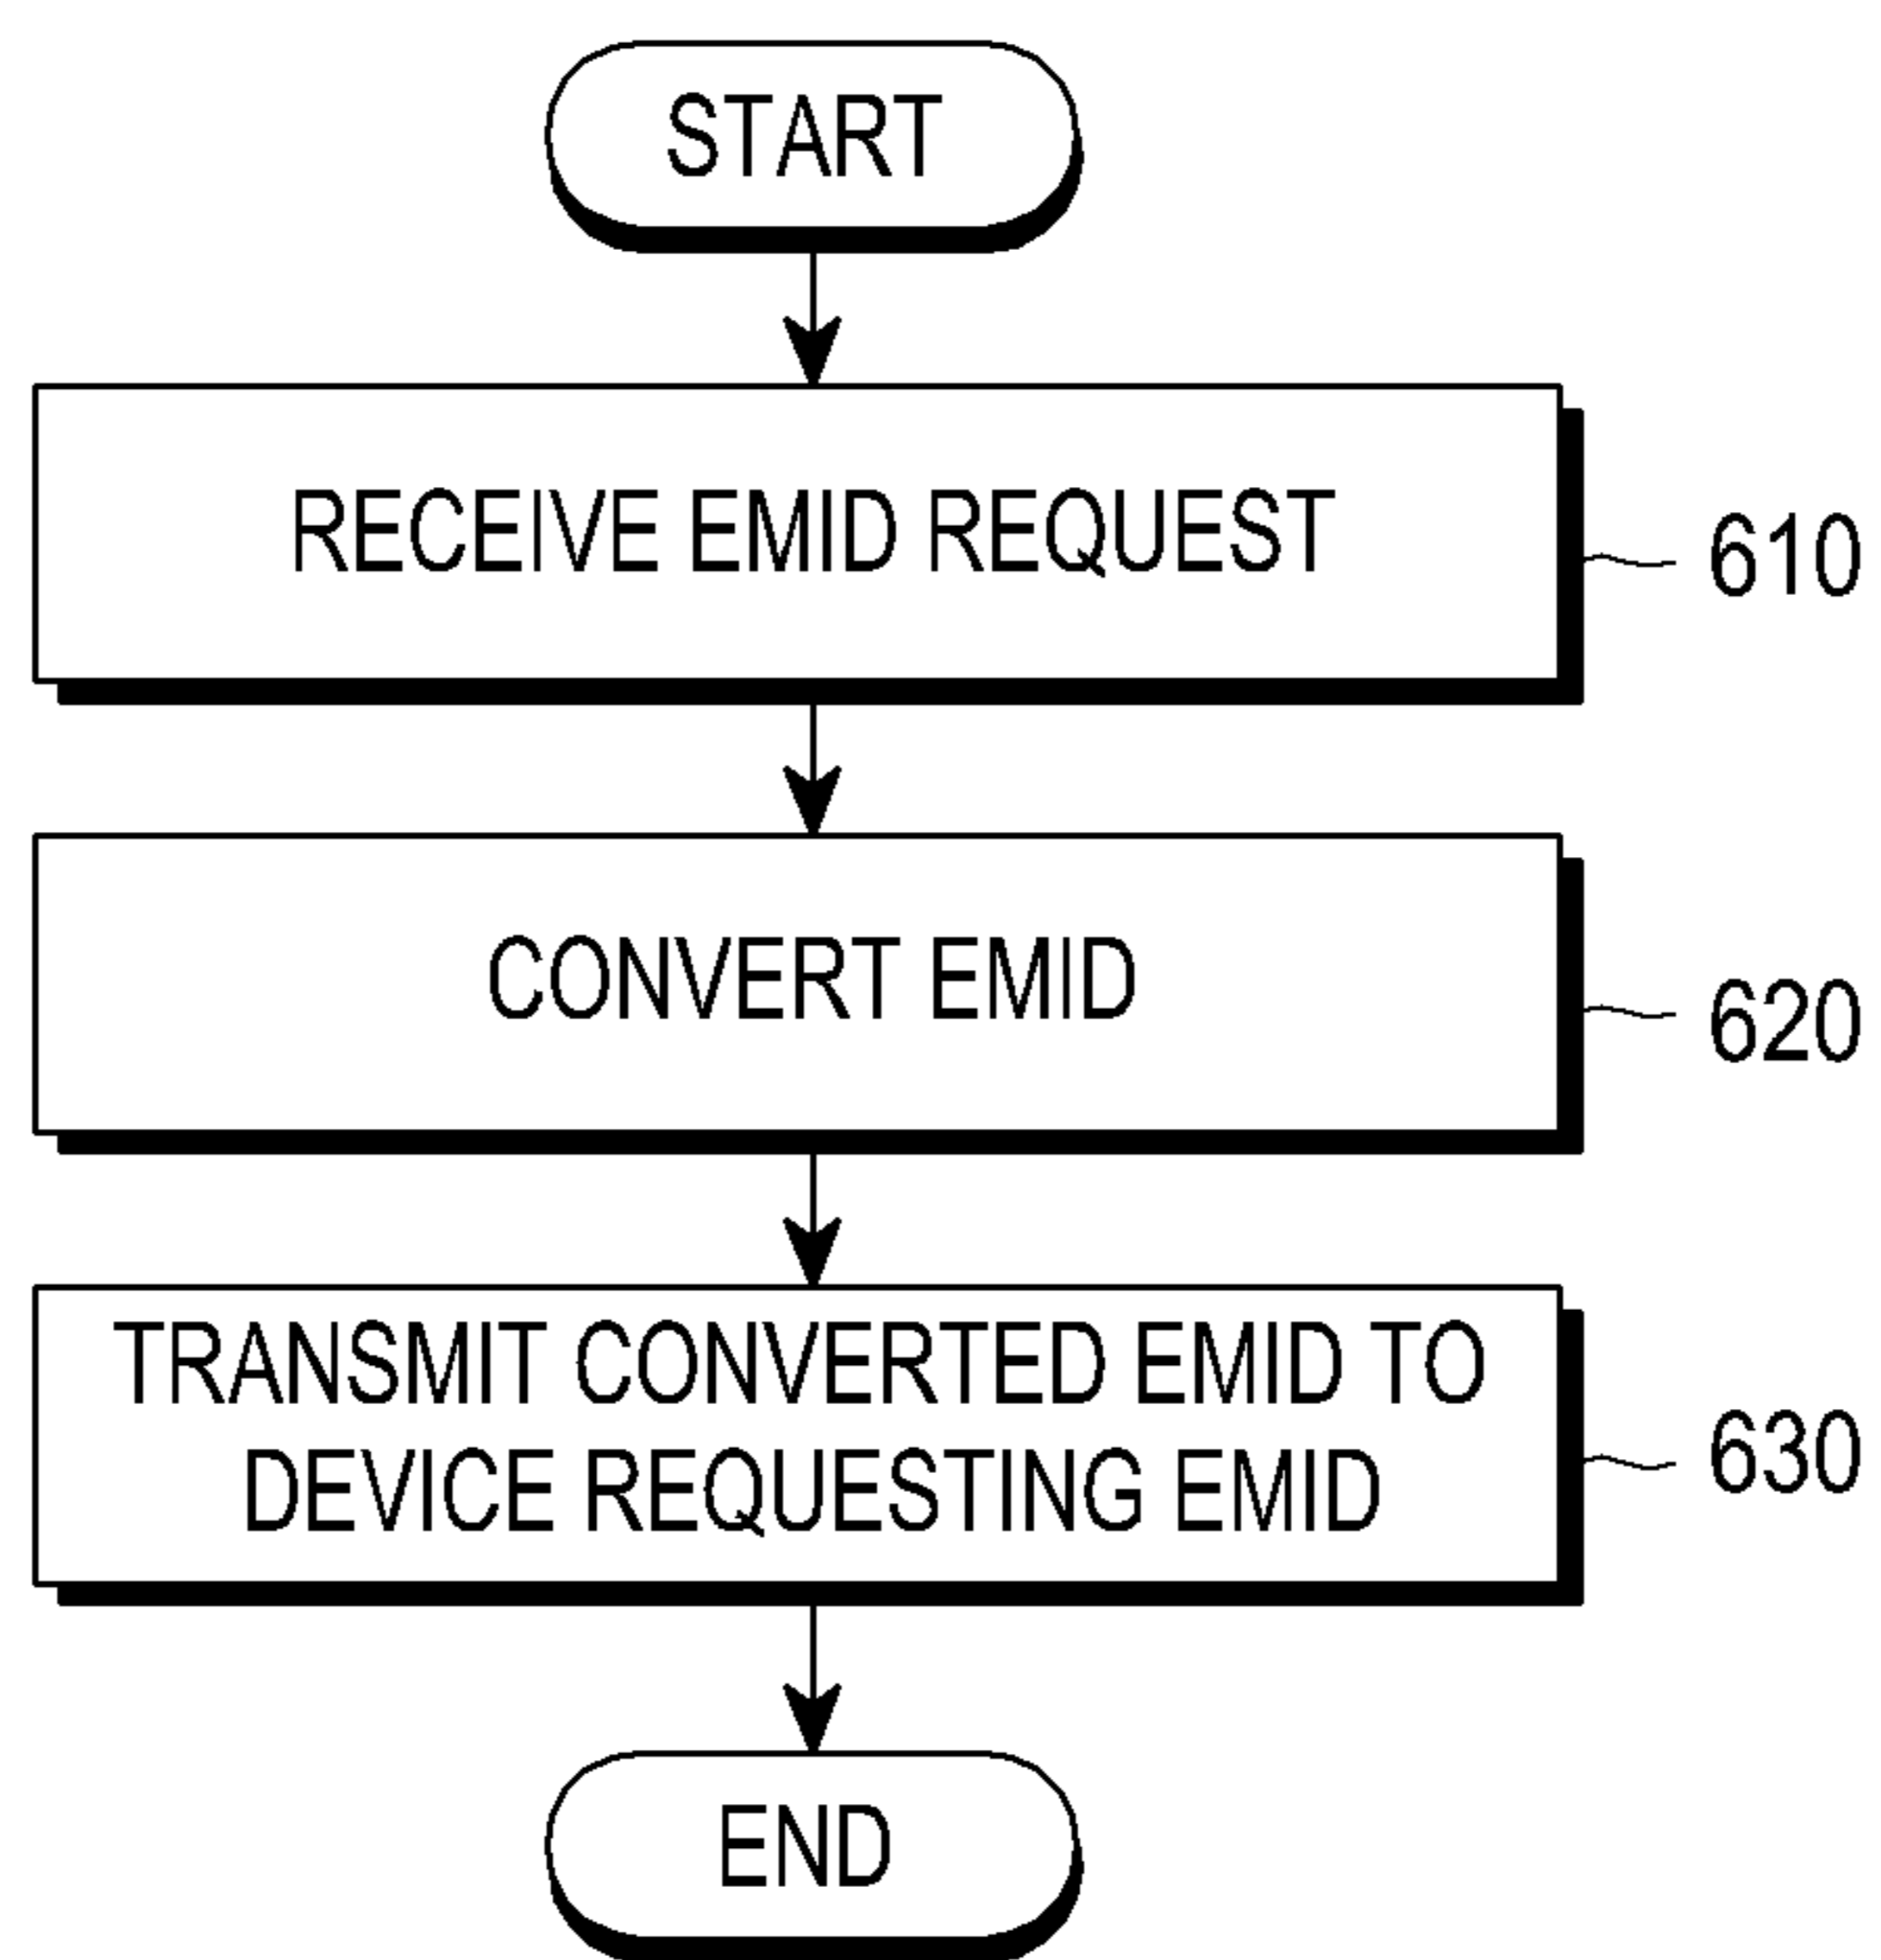 START
RECEIVE EMID REQUEST
610
CONVERT EMID
620
TRANSMIT CONVERTED EMID TO
DEVICE REQUESTING EMID
630
END